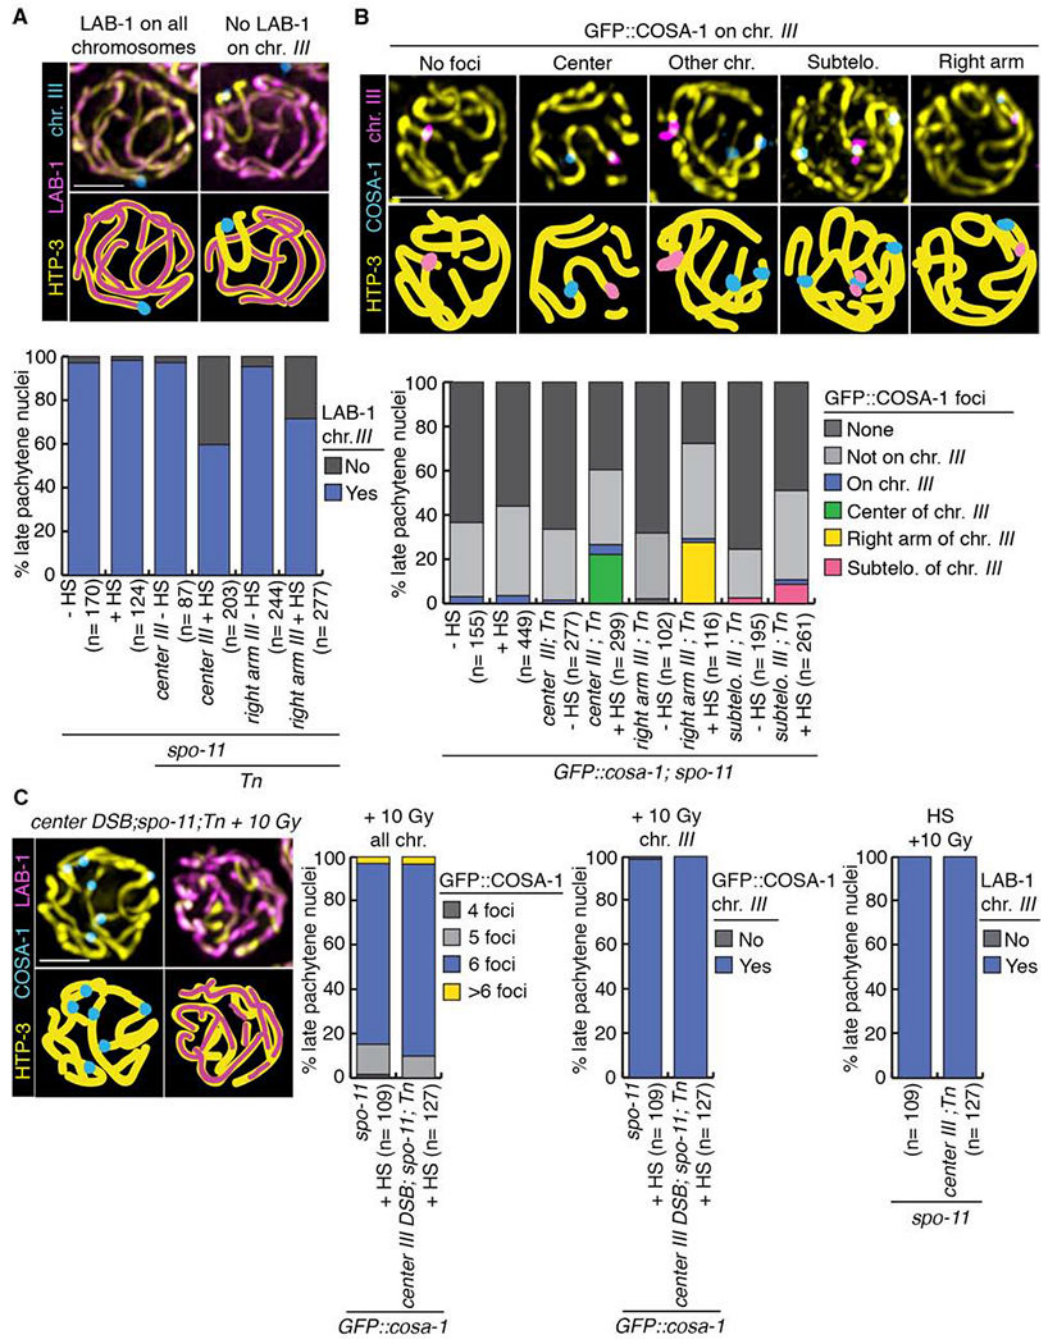 A
LAB-1 on all chromosomes
No LAB-1 on chr. III
HTP-3 LAB-1 chr. III
100
80
60
40
20
0
% late pachytene nuclei
LAB-1
chr. III
No
Yes
- HS
(n= 170)
+ HS
(n= 124)
center III - HS
(n= 87)
center III + HS
(n= 203)
right arm III - HS
(n= 244)
right arm III + HS
(n= 277)
spo-11
Tn
B
GFP::COSA-1 on chr. III
No foci
Center
Other chr.
Subtelo.
Right arm
HTP-3 COSA-1 chr. III
100
80
60
40
20
0
% late pachytene nuclei
GFP::COSA-1 foci
None
Not on chr. III
On chr. III
Center of chr. III
Right arm of chr. III
Subtelo. of chr. III
- HS
(n= 155)
+ HS
(n= 449)
center III; Tn
- HS (n= 277)
center III ; Tn
+ HS (n= 299)
right arm III ; Tn
- HS (n= 102)
right arm III ; Tn
+ HS (n= 116)
subtelo. III ; Tn
- HS (n= 195)
subtelo. III ; Tn
+ HS (n= 261)
GFP::cosa-1; spo-11
C
center DSB;spo-11;Tn + 10 Gy
HTP-3 COSA-1 LAB-1
+ 10 Gy
all chr.
100
80
60
40
20
0
% late pachytene nuclei
GFP::COSA-1
4 foci
5 foci
6 foci
>6 foci
spo-11
+ HS (n= 109)
center III DSB; spo-11; Tn
+ HS (n= 127)
GFP::cosa-1
+ 10 Gy
chr. III
100
80
60
40
20
0
% late pachytene nuclei
GFP::COSA-1
chr. III
No
Yes
spo-11
+ HS (n= 109)
center III DSB; spo-11; Tn
+ HS (n= 127)
GFP::cosa-1
HS
+10 Gy
100
80
60
40
20
0
% late pachytene nuclei
LAB-1
chr. III
No
Yes
(n= 109)
center III ;Tn
(n= 127)
spo-11